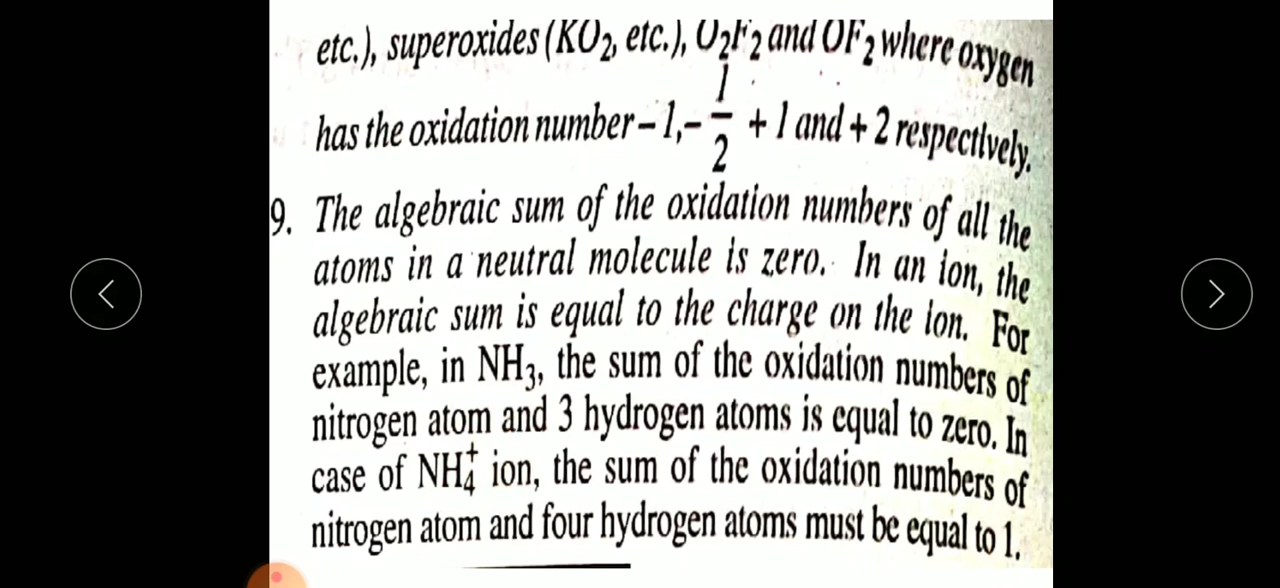 etc.), superoxides (KO₂, etc.), O₂F₂ and OF₂ where oxygen
has the oxidation number – 1, – 1/2 + 1 and + 2 respectively.
9. The algebraic sum of the oxidation numbers of all the
atoms in a neutral molecule is zero. In an ion, the
algebraic sum is equal to the charge on the ion. For
example, in NH₃, the sum of the oxidation numbers of
nitrogen atom and 3 hydrogen atoms is equal to zero. In
case of NH₄⁺ ion, the sum of the oxidation numbers of
nitrogen atom and four hydrogen atoms must be equal to 1.